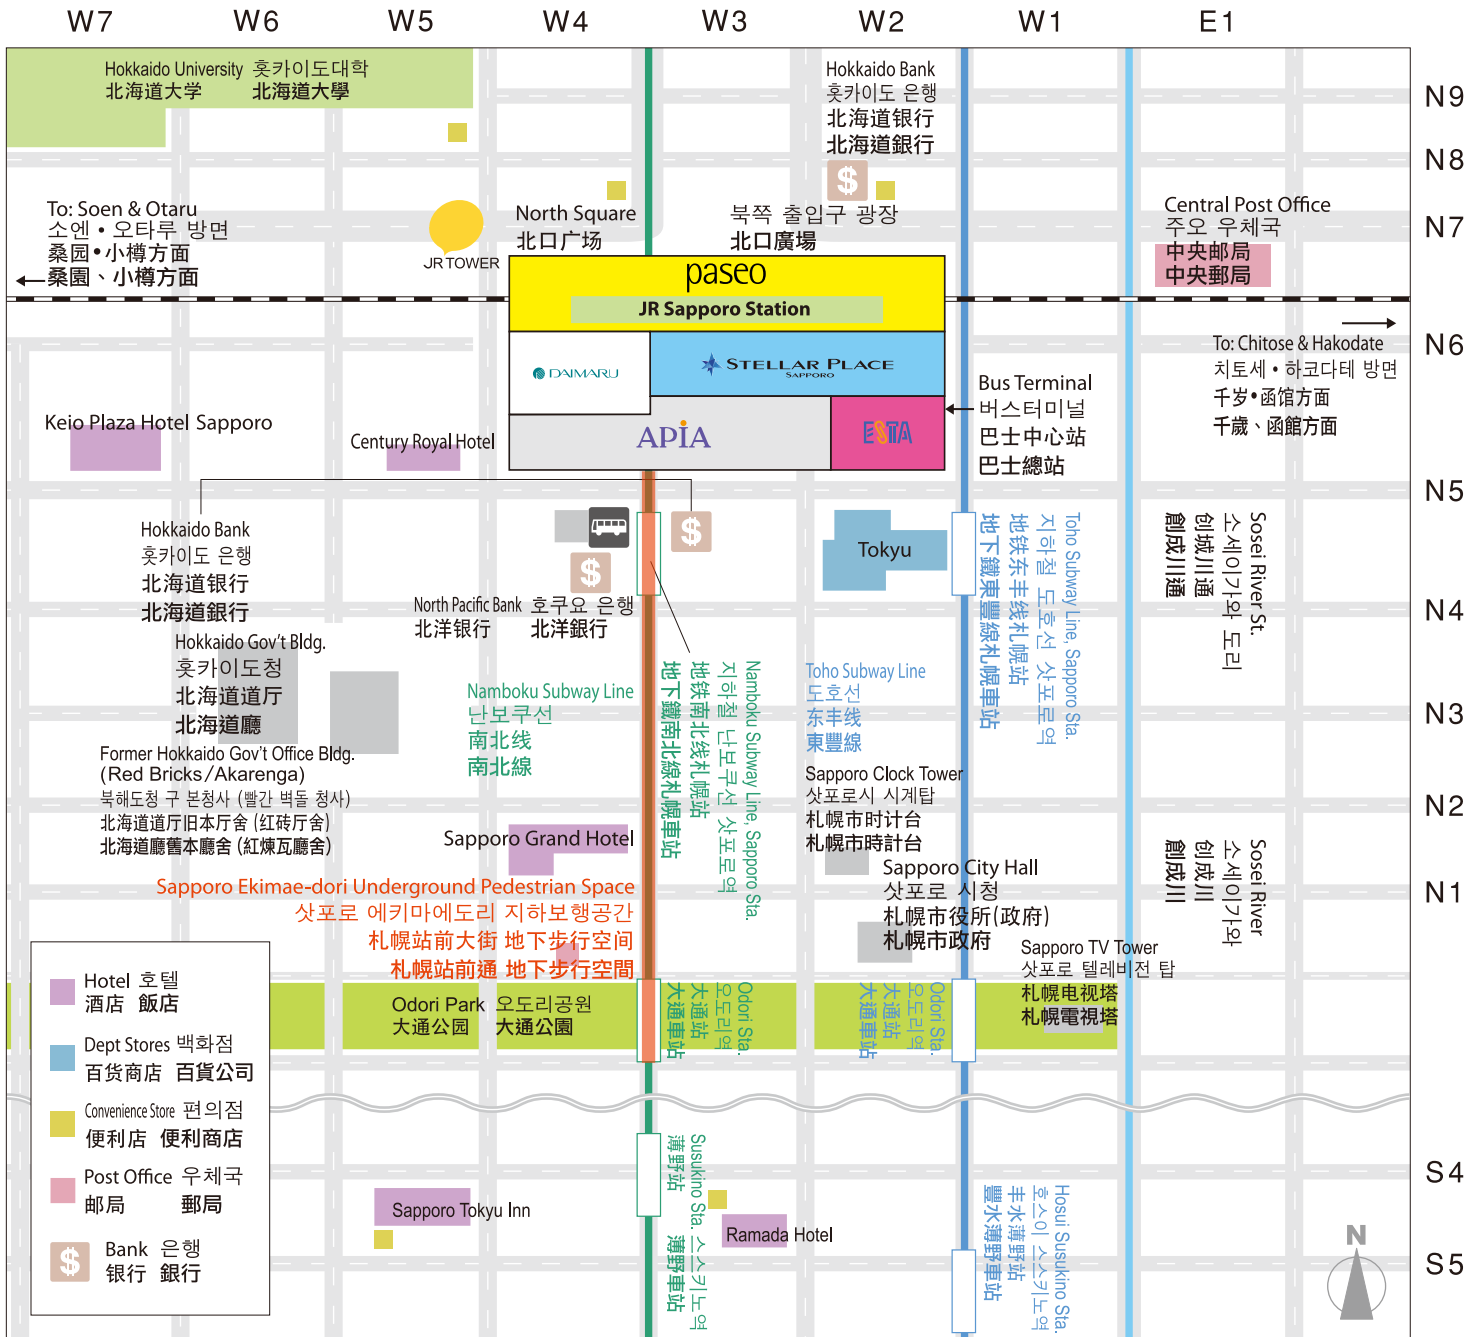 W7
W6
W5
W4
W3
W2
W1
E1
N9
N8
N7
N6
N5
N4
N3
N2
N1
S4
S5
Hokkaido University 홋카이도대학
北海道大学 北海道大學
Hokkaido Bank
홋카이도 은행
北海道银行
北海道銀行
$
To: Soen & Otaru
소엔・오타루 방면
桑园・小樽方面
桑園、小樽方面
JR TOWER
North Square
北口广场
북쪽 출입구 광장
北口廣場
Central Post Office
주오 우체국
中央邮局
中央郵局
paseo
JR Sapporo Station
DAIMARU
STELLAR PLACE
SAPPORO
APIA
ESTA
To: Chitose & Hakodate
치토세・하코다테 방면
千岁・函馆方面
千歳、函館方面
Bus Terminal
버스터미널
巴士中心站
巴士總站
Keio Plaza Hotel Sapporo
Century Royal Hotel
Hokkaido Bank
홋카이도 은행
北海道银行
北海道銀行
$
$
North Pacific Bank 호쿠요 은행
北洋银行 北洋銀行
Tokyu
Toho Subway Line, Sapporo Sta.
지하철 도호선 삿포로역
地铁东丰线札幌站
地下鐵東豐線札幌車站
Sosei River St.
소세이가와 도리
创城川通
創成川通
Hokkaido Gov't Bldg.
홋카이도청
北海道道厅
北海道廳
Former Hokkaido Gov't Office Bldg.
(Red Bricks/Akarenga)
북해도청 구 본청사 (빨간 벽돌 청사)
北海道道厅旧本厅舍 (红砖厅舍)
北海道廳舊本廳舍 (紅煉瓦廳舍)
Namboku Subway Line
난보쿠선
南北线
南北線
Namboku Subway Line, Sapporo Sta.
지하철 난보쿠선 삿포로역
地铁南北线札幌站
地下鐵南北線札幌車站
Toho Subway Line
도호선
东丰线
東豐線
Sapporo Clock Tower
삿포로시 시계탑
札幌市时计台
札幌市時計台
Sapporo Grand Hotel
Sapporo City Hall
삿포로 시청
札幌市役所(政府)
札幌市政府
Sosei River
소세이가와
创成川
創成川
Sapporo Ekimae-dori Underground Pedestrian Space
삿포로 에키마에도리 지하보행공간
札幌站前大街 地下步行空间
札幌站前通 地下步行空間
Sapporo TV Tower
삿포로 텔레비전 탑
札幌电视塔
札幌電視塔
Odori Park 오도리공원
大通公园 大通公園
Odori Sta.
오도리역
大通站
大通車站
Odori Sta.
오도리역
大通站
大通車站
Hotel 호텔
酒店 飯店
Dept Stores 백화점
百货商店 百貨公司
Convenience Store 편의점
便利店 便利商店
Post Office 우체국
邮局 郵局
$
Bank 은행
银行 銀行
Susukino Sta. 스스키노역
薄野站 薄野車站
Sapporo Tokyu Inn
Ramada Hotel
Hosui Susukino Sta.
호스이 스스키노역
丰水薄野站
豐水薄野車站
N